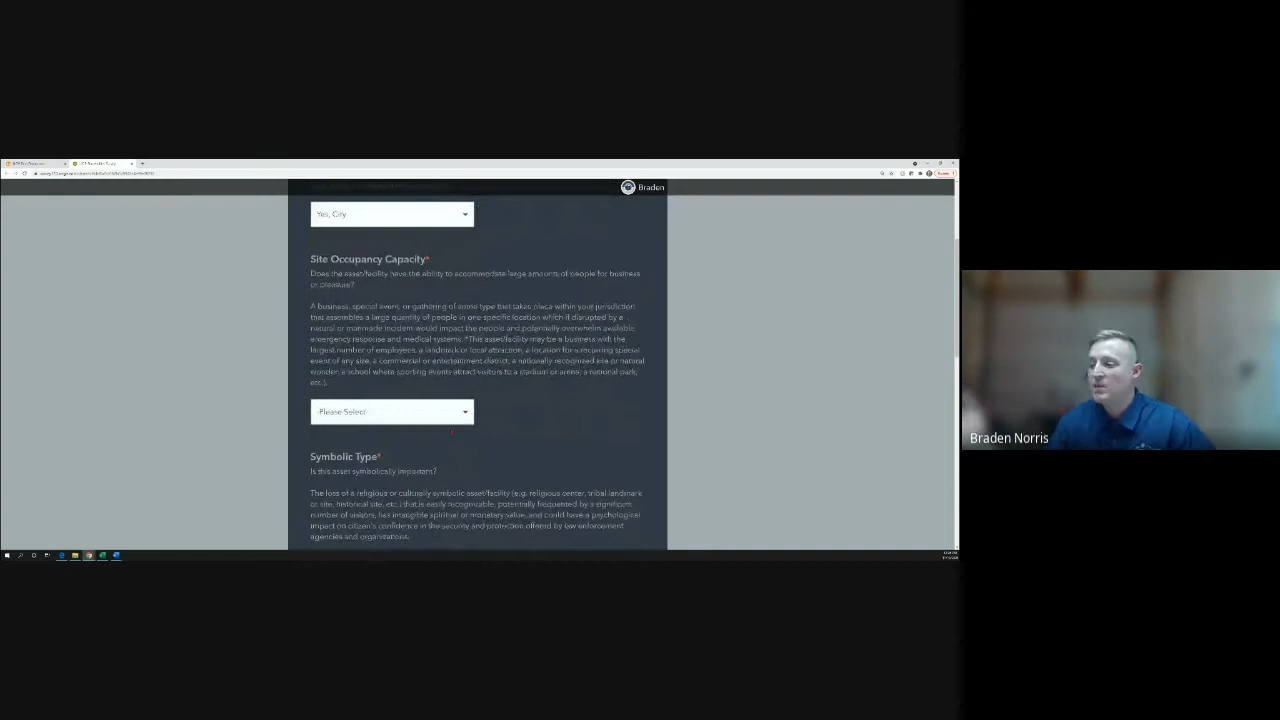 Braden
Yes, City
Site Occupancy Capacity*
Does the asset/facility have the ability to accommodate large amounts of people for business
or pleasure?
A business, special event, or gathering of some type that takes place within your jurisdiction
that assembles a large quantity of people in one specific location which if disrupted by a
natural or manmade incident would impact the people and potentially overwhelm available
emergency response and medical systems. *This asset/facility may be a business with the
largest number of employees, a landmark or local attraction, a location for a recurring special
event of any size, a commercial or entertainment district, a nationally recognized site or natural
wonder, a school where sporting events attract visitors to a stadium or arena, a national park,
etc.).
-Please Select-
Symbolic Type*
Is this asset symbolically important?
The loss of a religious or culturally symbolic asset/facility (e.g. religious center, tribal landmark
or site, historical site, etc.) that is easily recognizable, potentially frequented by a significant
number of visitors, has intangible spiritual or monetary value, and could have a psychological
impact on citizen's confidence in the security and protection offered by law enforcement
agencies and organizations.
Braden Norris